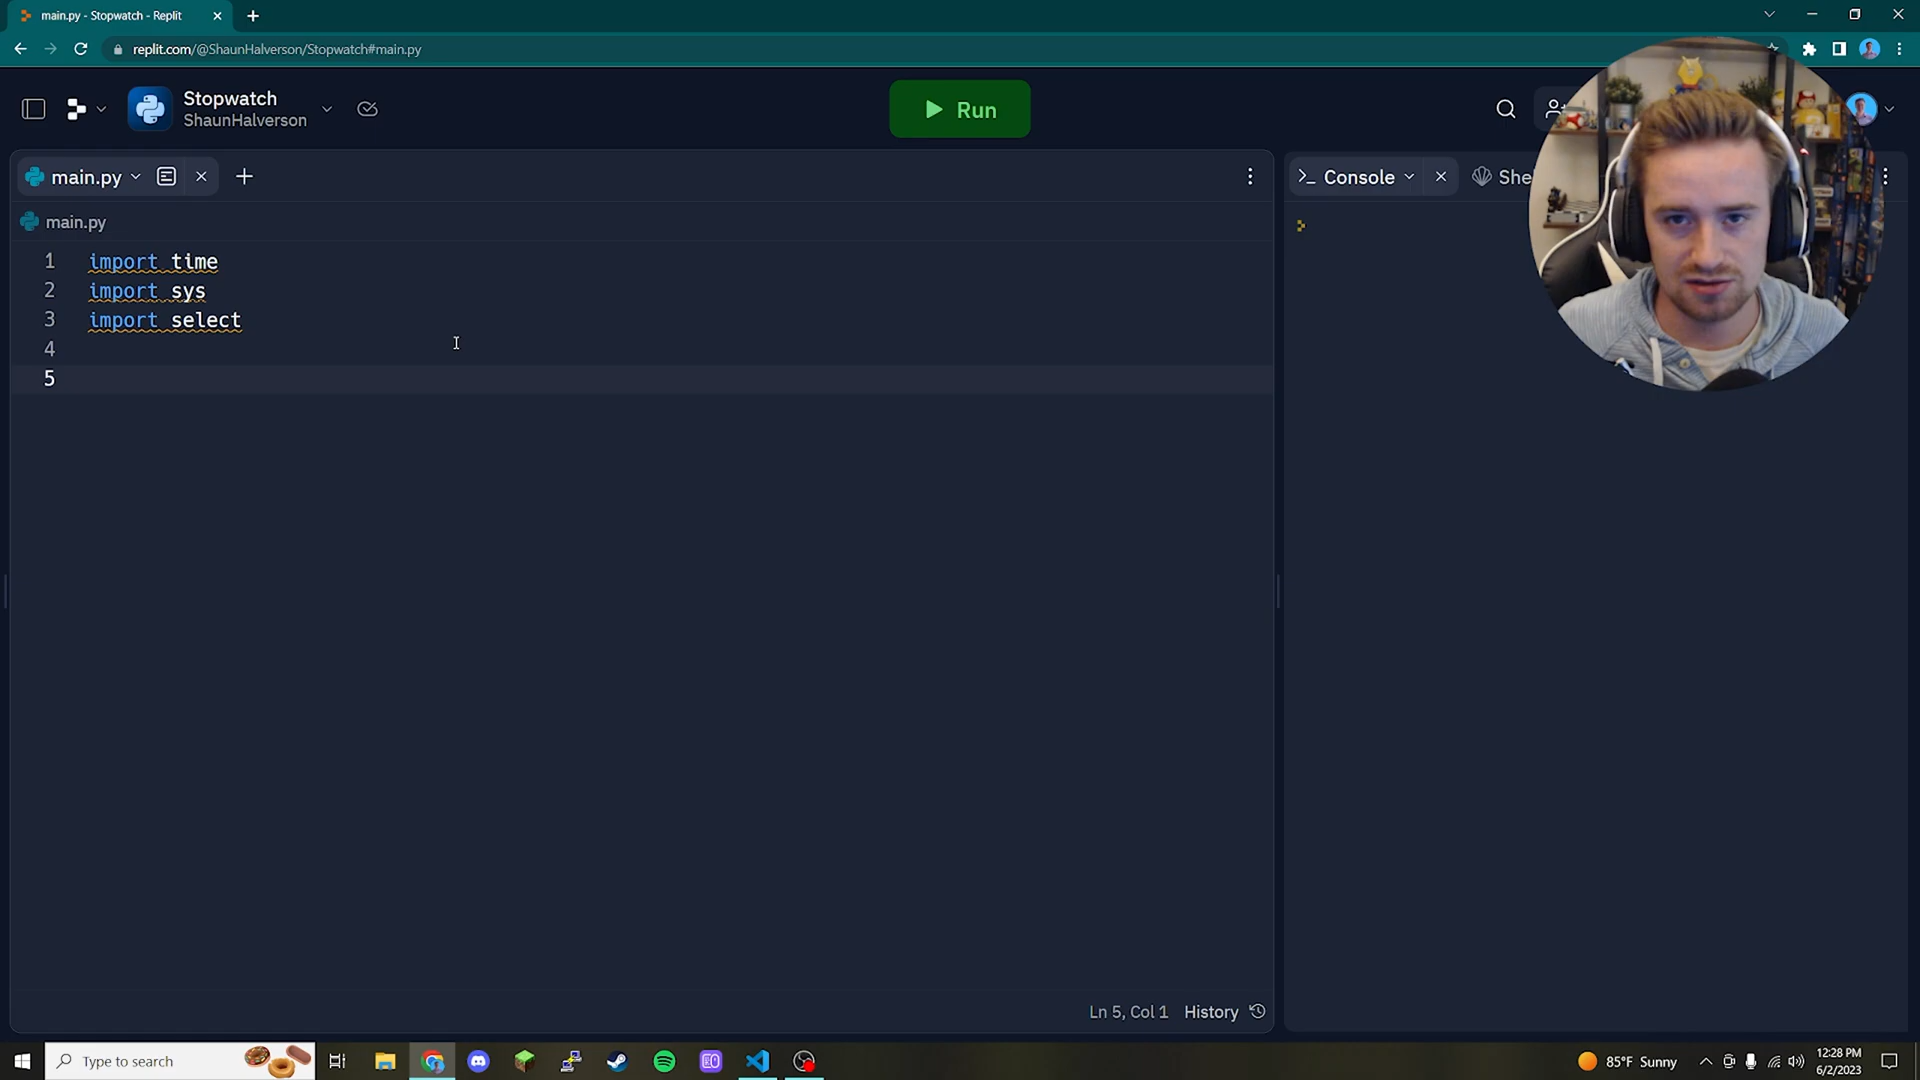 main.py - Stopwatch - Replit
replit.com/@ShaunHalverson/Stopwatch#main.py
Stopwatch
ShaunHalverson
Run
main.py
Console
She
main.py
1 import time
2 import sys
3 import select
4
5
Ln 5, Col 1 History
Type to search
85°F Sunny
12:28 PM
6/2/2023